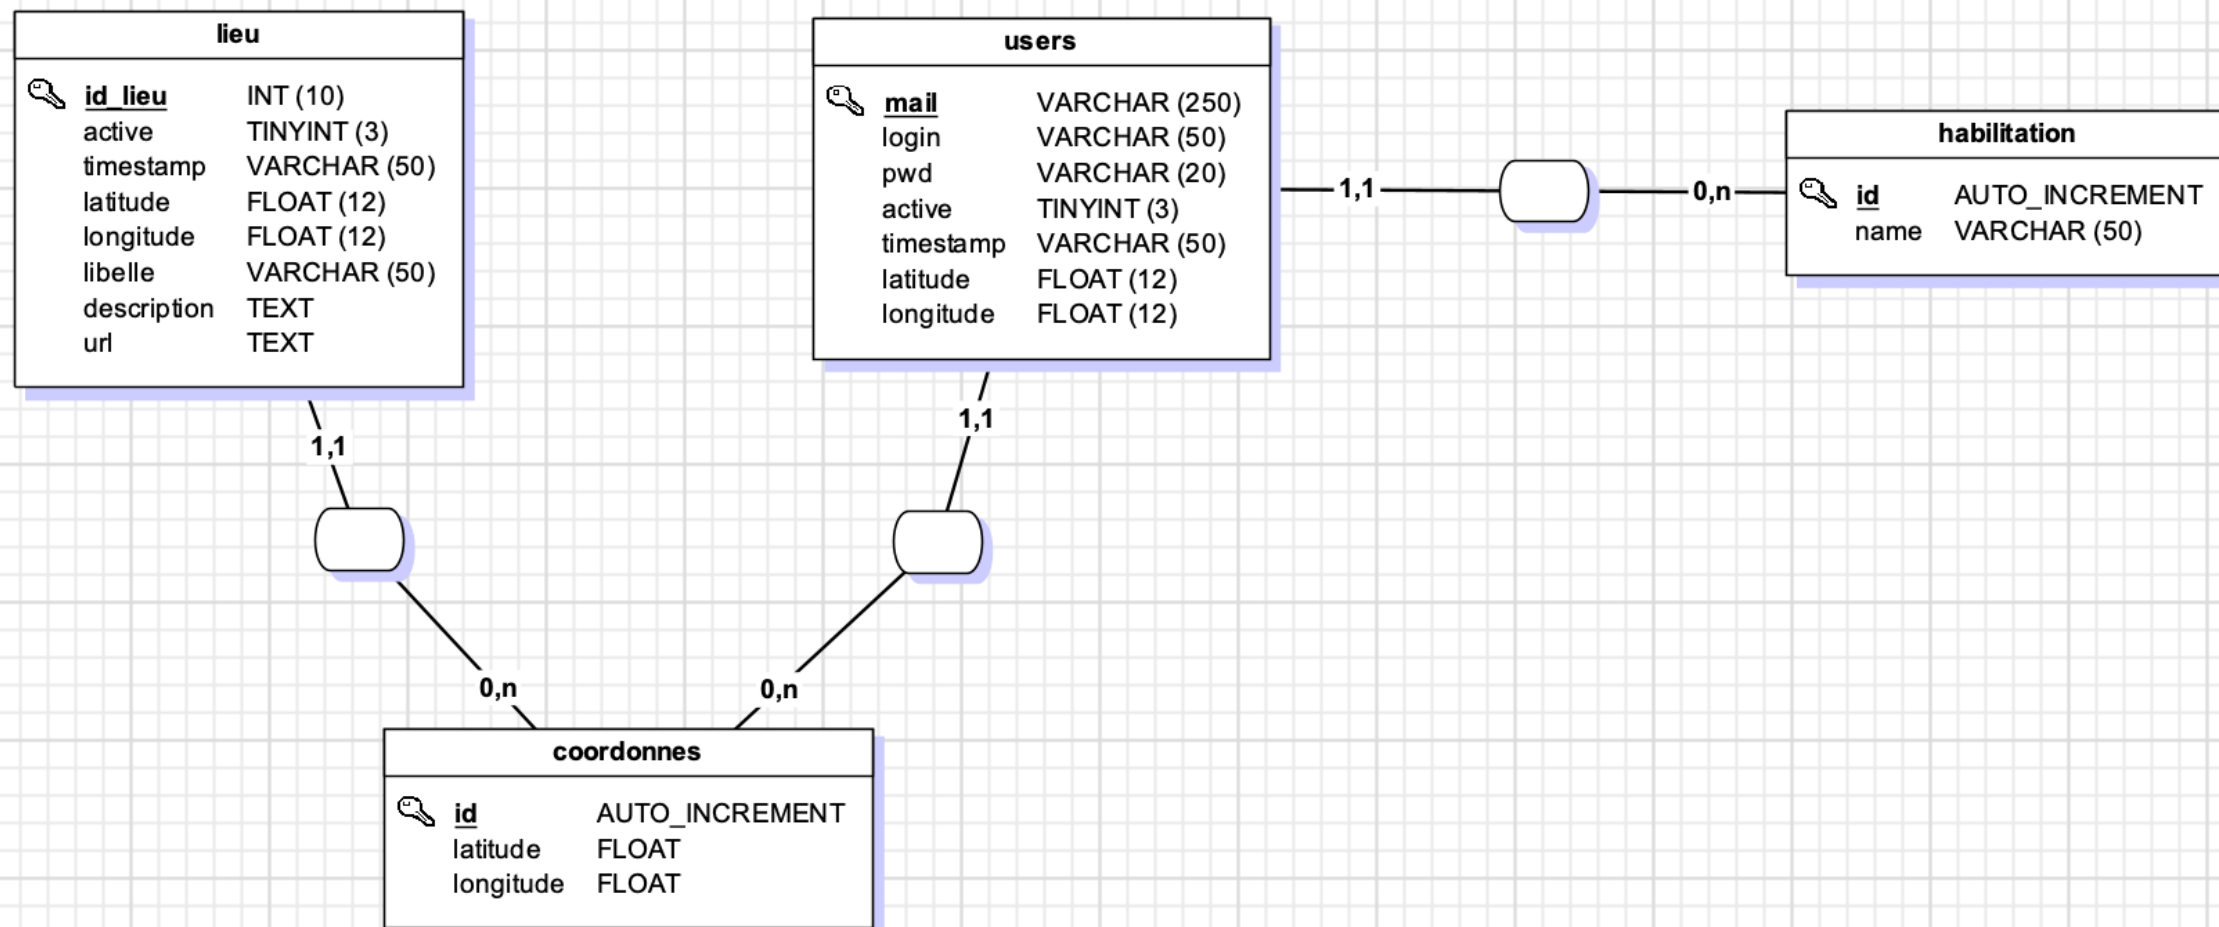 lieu
id_lieu INT (10)
active TINYINT (3)
timestamp VARCHAR (50)
latitude FLOAT (12)
longitude FLOAT (12)
libelle VARCHAR (50)
description TEXT
url TEXT
users
mail VARCHAR (250)
login VARCHAR (50)
pwd VARCHAR (20)
active TINYINT (3)
timestamp VARCHAR (50)
latitude FLOAT (12)
longitude FLOAT (12)
1,1
0,n
habilitation
id AUTO_INCREMENT
name VARCHAR (50)
1,1
1,1
0,n
0,n
coordonnes
id AUTO_INCREMENT
latitude FLOAT
longitude FLOAT